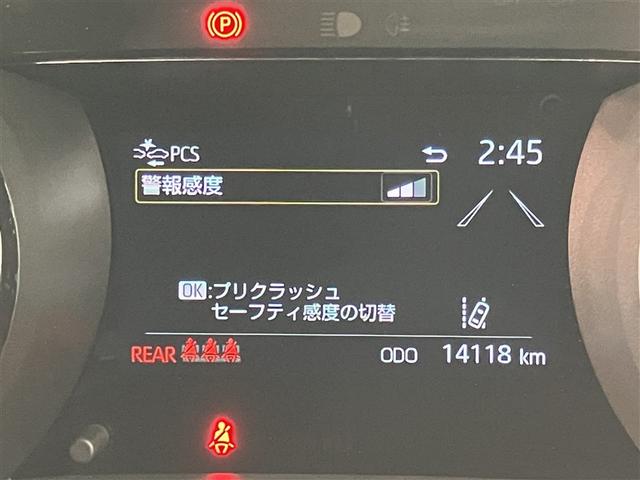 P
PCS
2:45
警報感度
OK:プリクラッシュ
セーフティ感度の切替
REAR
ODO 14118 km